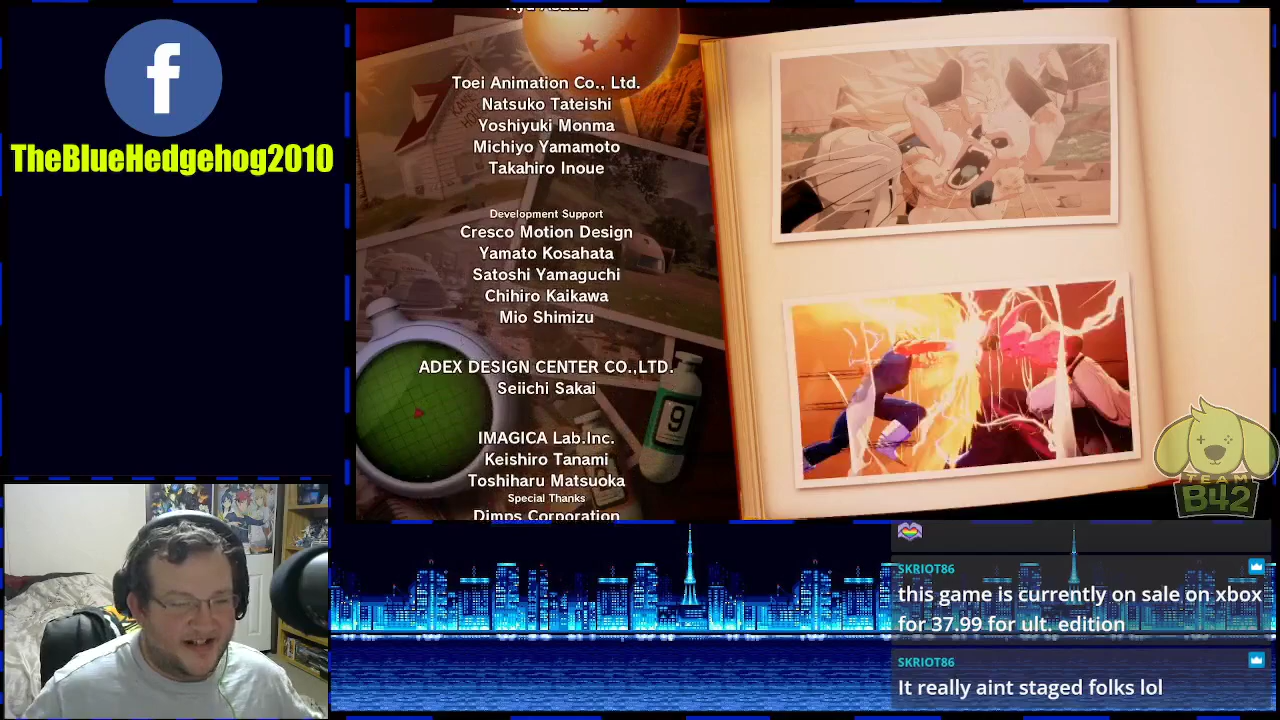 f
TheBlueHedgehog2010
Toei Animation Co., Ltd.
Natsuko Tateishi
Yoshiyuki Monma
Michiyo Yamamoto
Takahiro Inoue
Development Support
Cresco Motion Design
Yamato Kosahata
Satoshi Yamaguchi
Chihiro Kaikawa
Mio Shimizu
ADEX DESIGN CENTER CO.,LTD.
Seiichi Sakai
IMAGICA Lab.Inc.
Keishiro Tanami
Toshiharu Matsuoka
Special Thanks
Dimps Corporation
9
TEAM
B42
SKRIOT86
this game is currently on sale on xbox
for 37.99 for ult. edition
SKRIOT86
It really aint staged folks lol